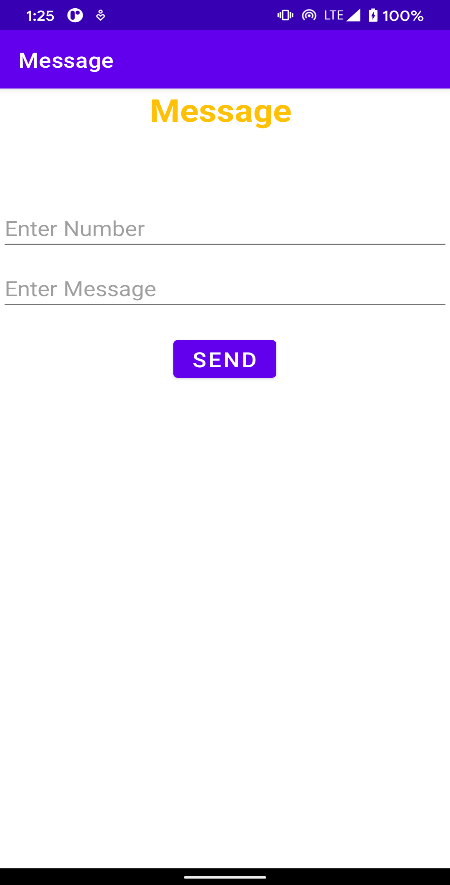 1:25 LTE 100%
Message
Message
Enter Number
Enter Message
SEND